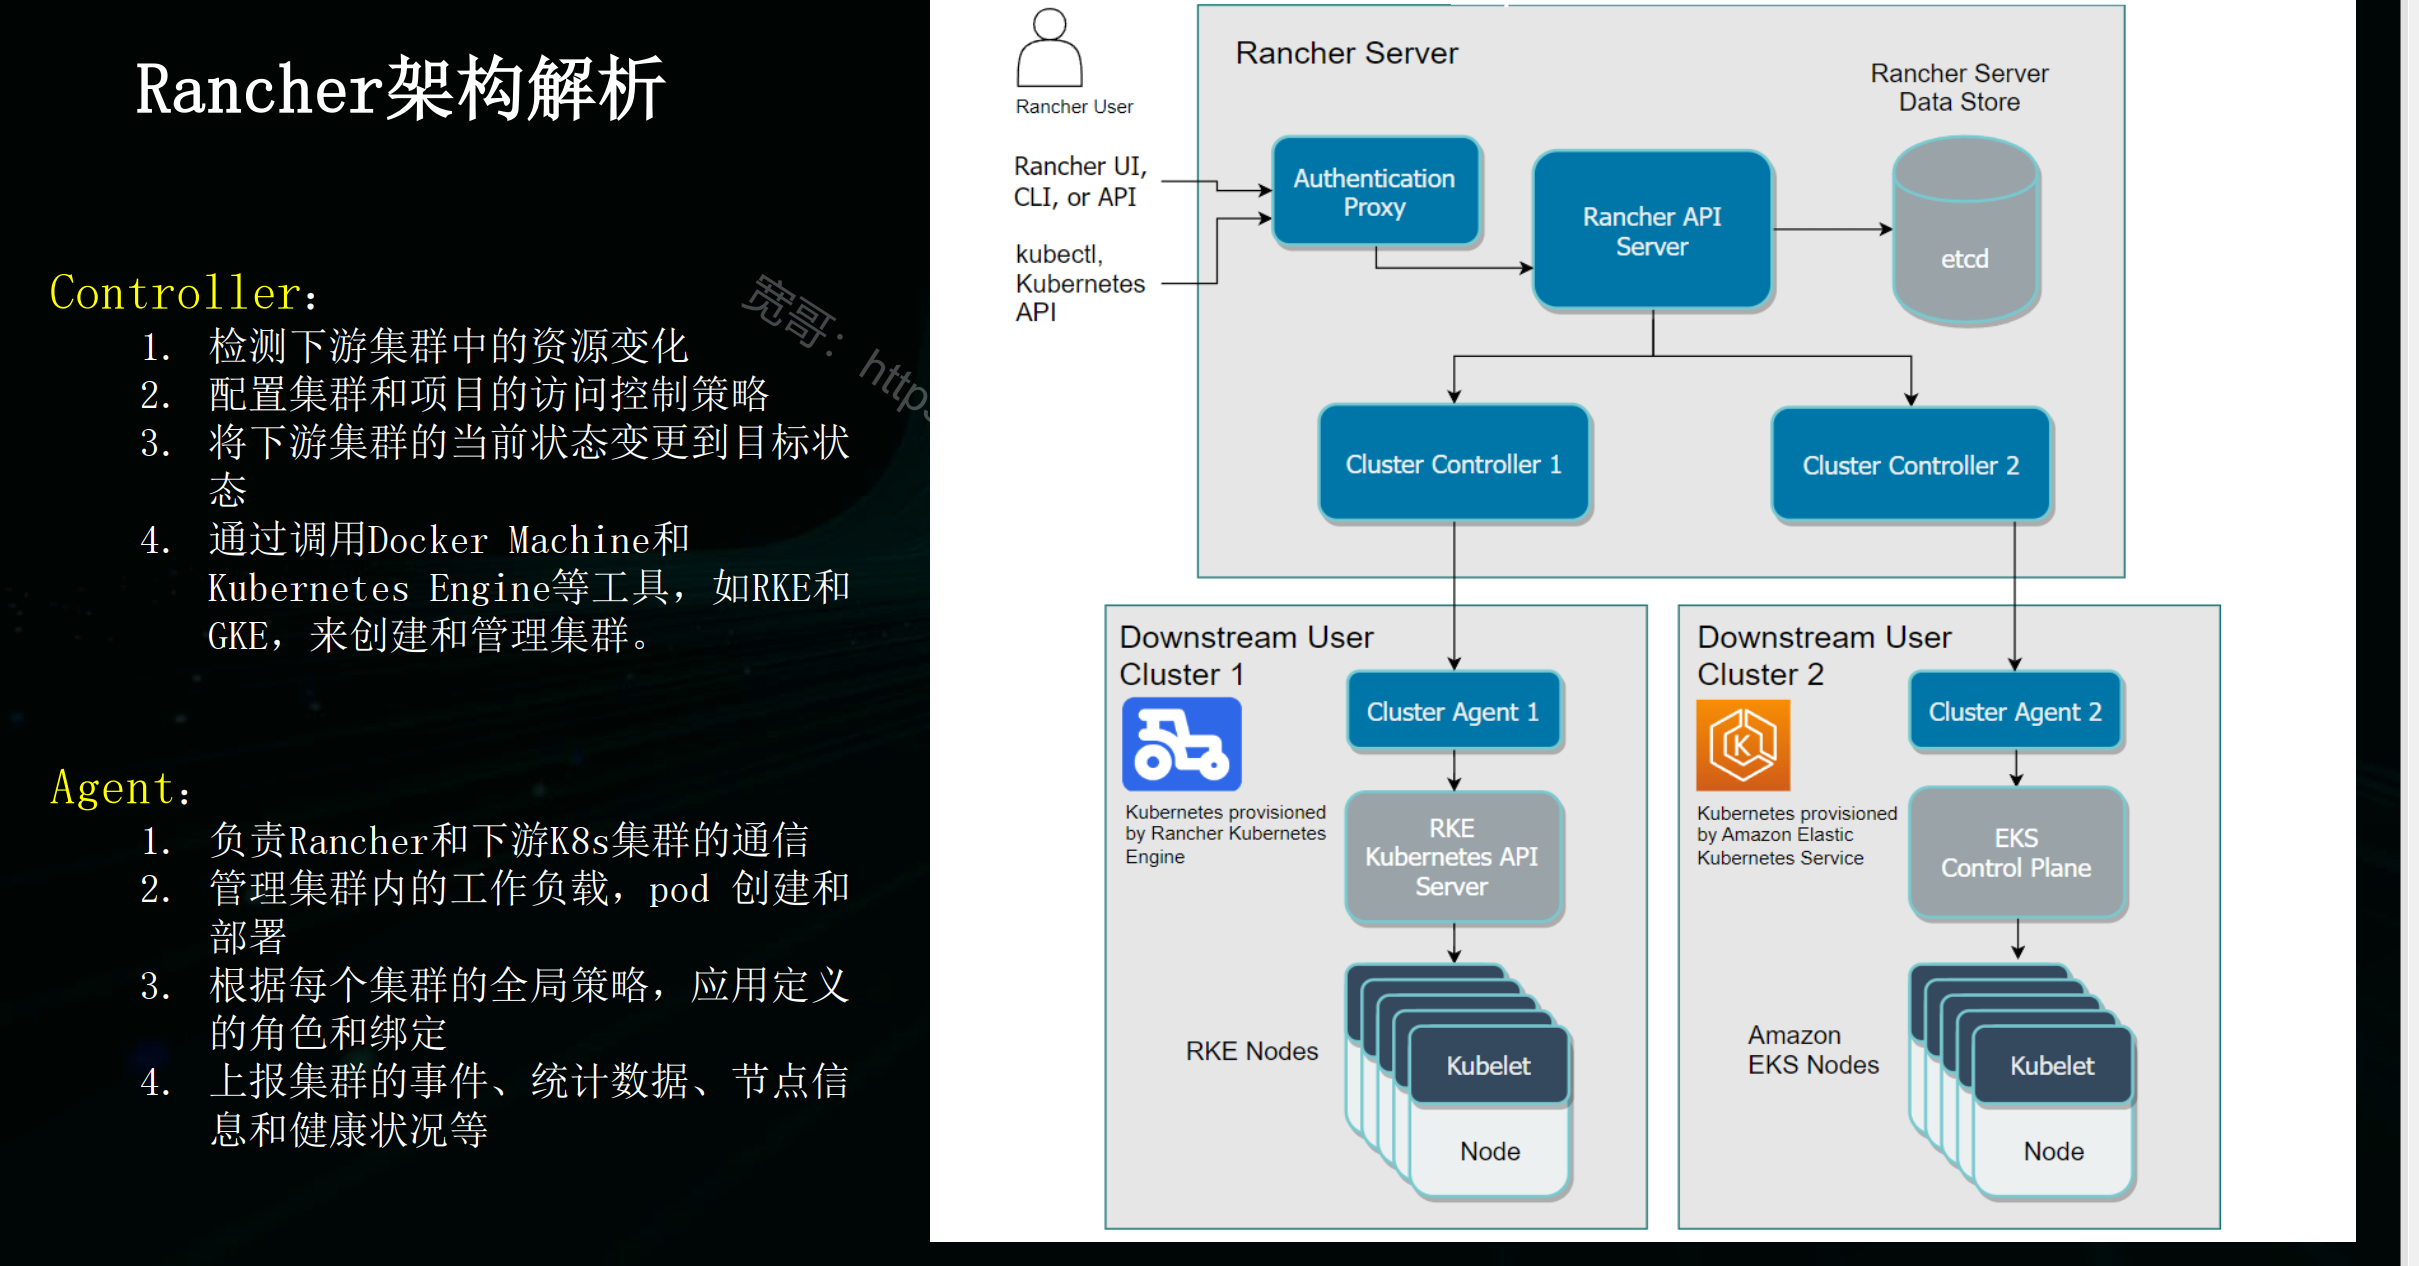 Rancher架构解析
Controller：
1. 检测下游集群中的资源变化
2. 配置集群和项目的访问控制策略
3. 将下游集群的当前状态变更到目标状
态
4. 通过调用Docker Machine和
Kubernetes Engine等工具，如RKE和
GKE，来创建和管理集群。
Agent：
1. 负责Rancher和下游K8s集群的通信
2. 管理集群内的工作负载，pod 创建和
部署
3. 根据每个集群的全局策略，应用定义
的角色和绑定
4. 上报集群的事件、统计数据、节点信
息和健康状况等
宽哥：http
Rancher User
Rancher UI,
CLI, or API
kubectl,
Kubernetes
API
Rancher Server
Authentication
Proxy
Rancher API
Server
Rancher Server
Data Store
etcd
Cluster Controller 1
Cluster Controller 2
Downstream User
Cluster 1
Cluster Agent 1
Kubernetes provisioned
by Rancher Kubernetes
Engine
RKE
Kubernetes API
Server
RKE Nodes
Kubelet
Node
Downstream User
Cluster 2
K
Cluster Agent 2
Kubernetes provisioned
by Amazon Elastic
Kubernetes Service
EKS
Control Plane
Amazon
EKS Nodes
Kubelet
Node